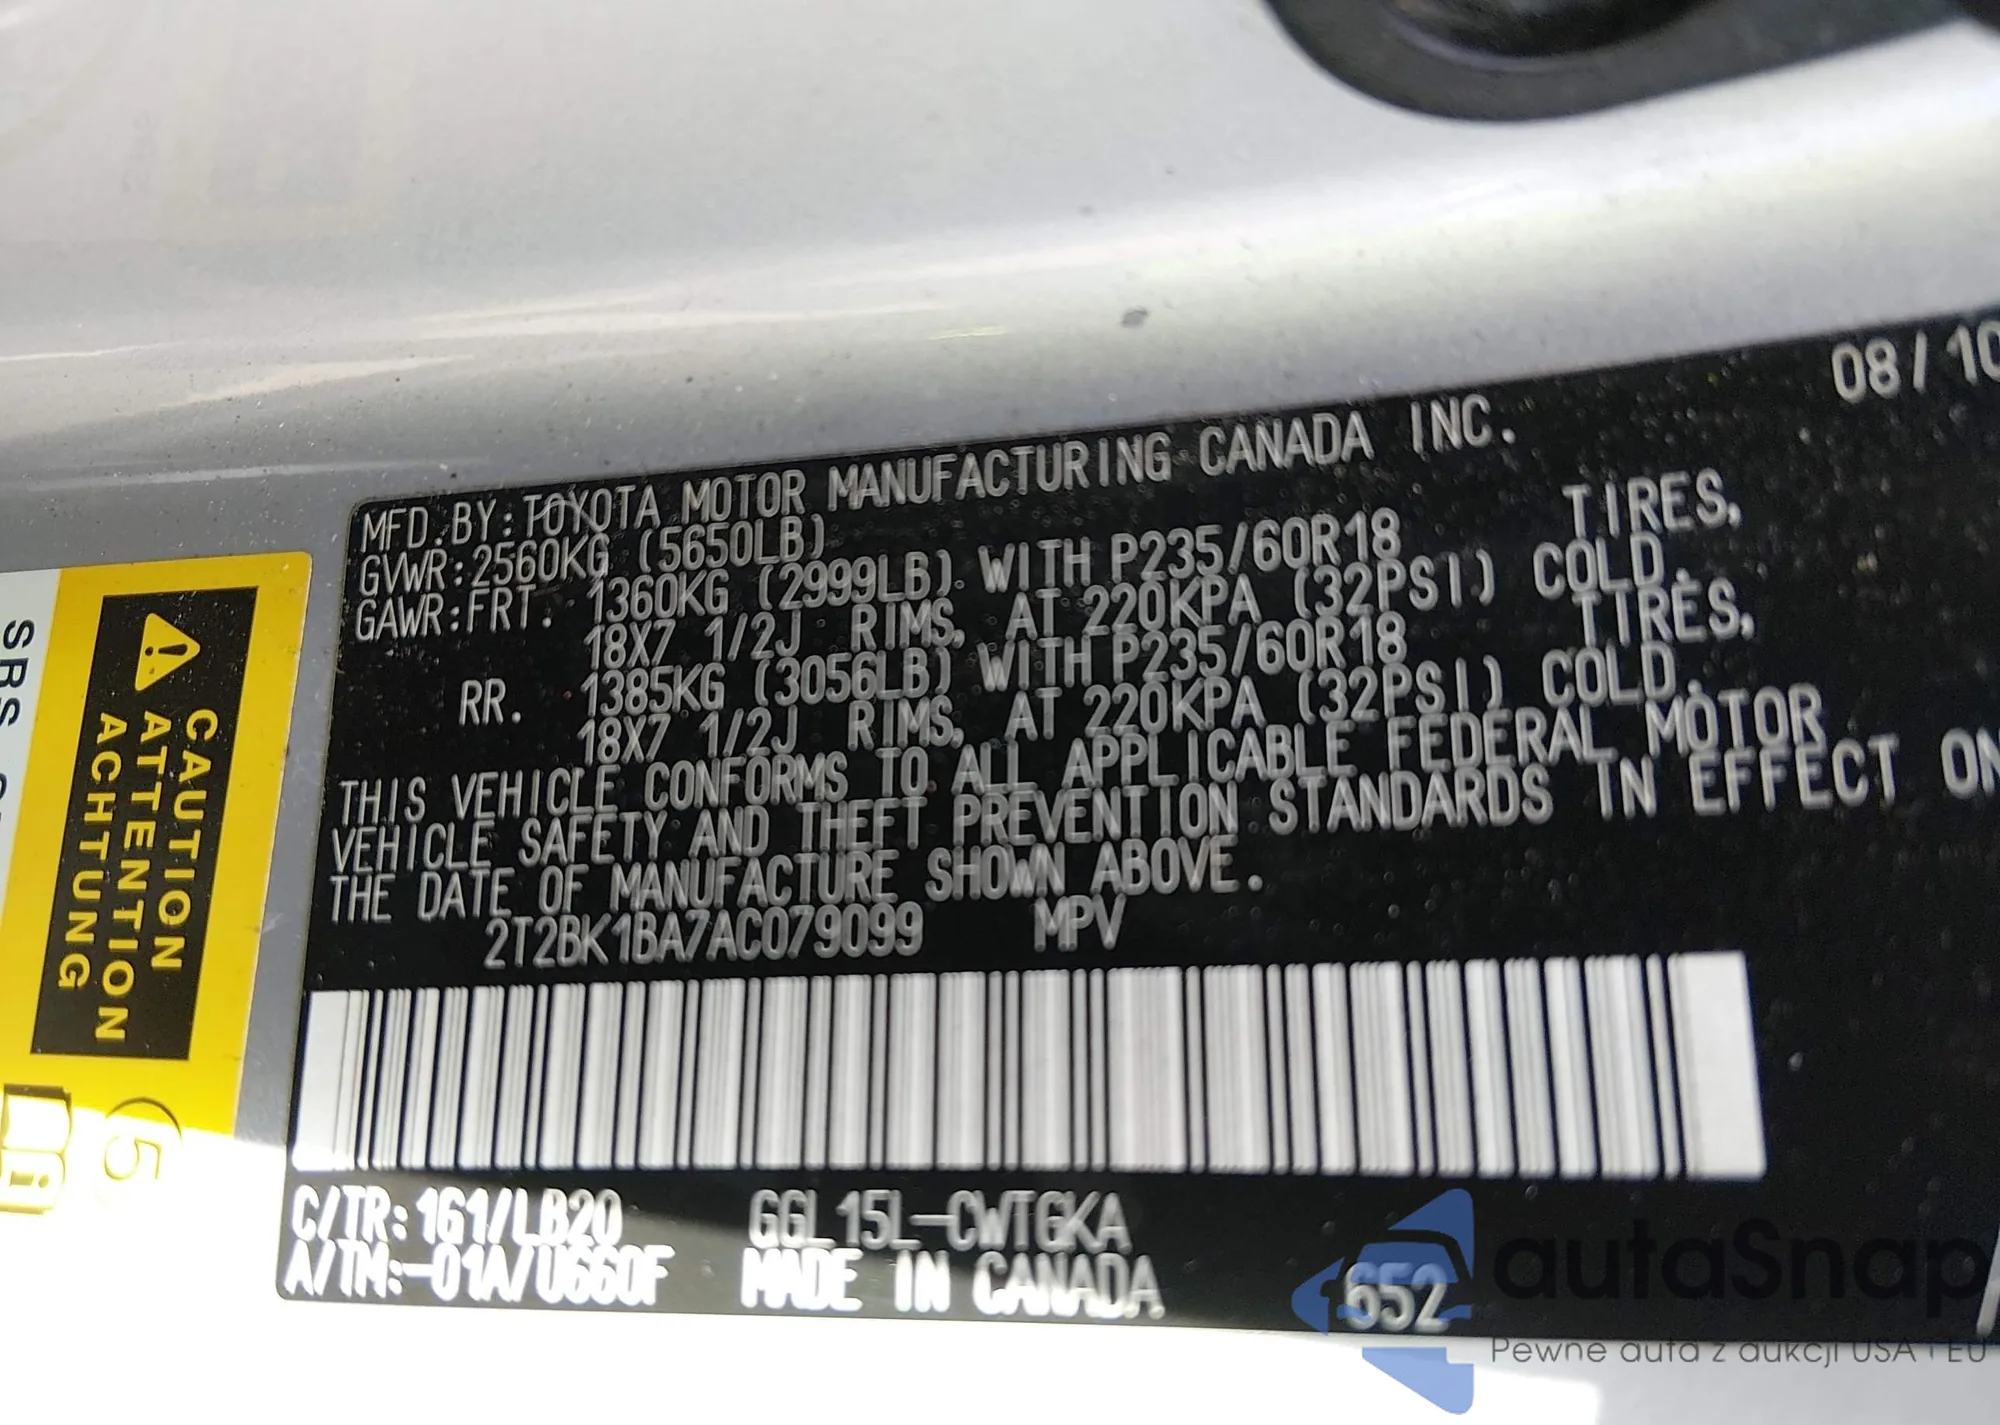 08/10
MFD.BY:TOYOTA MOTOR MANUFACTURING CANADA INC.
GVWR:2560KG (5650LB)
GAWR:FRT. 1360KG (2999LB) WITH P235/60R18 TIRES,
18X7 1/2J RIMS, AT 220KPA (32PSI) COLD.
RR. 1385KG (3056LB) WITH P235/60R18 TIRES,
18X7 1/2J RIMS, AT 220KPA (32PSI) COLD.
THIS VEHICLE CONFORMS TO ALL APPLICABLE FEDERAL MOTOR
VEHICLE SAFETY AND THEFT PREVENTION STANDARDS IN EFFECT ON
THE DATE OF MANUFACTURE SHOWN ABOVE.
2T2BK1BA7AC079099 MPV
C/TR:1G1/LB20 GGL15L-CWTGKA
A/TM:-01A/U660F MADE IN CANADA
652
CAUTION
ATTENTION
ACHTUNG
SRS
5
autoSnap
Pewne auta z aukcji USA i EU